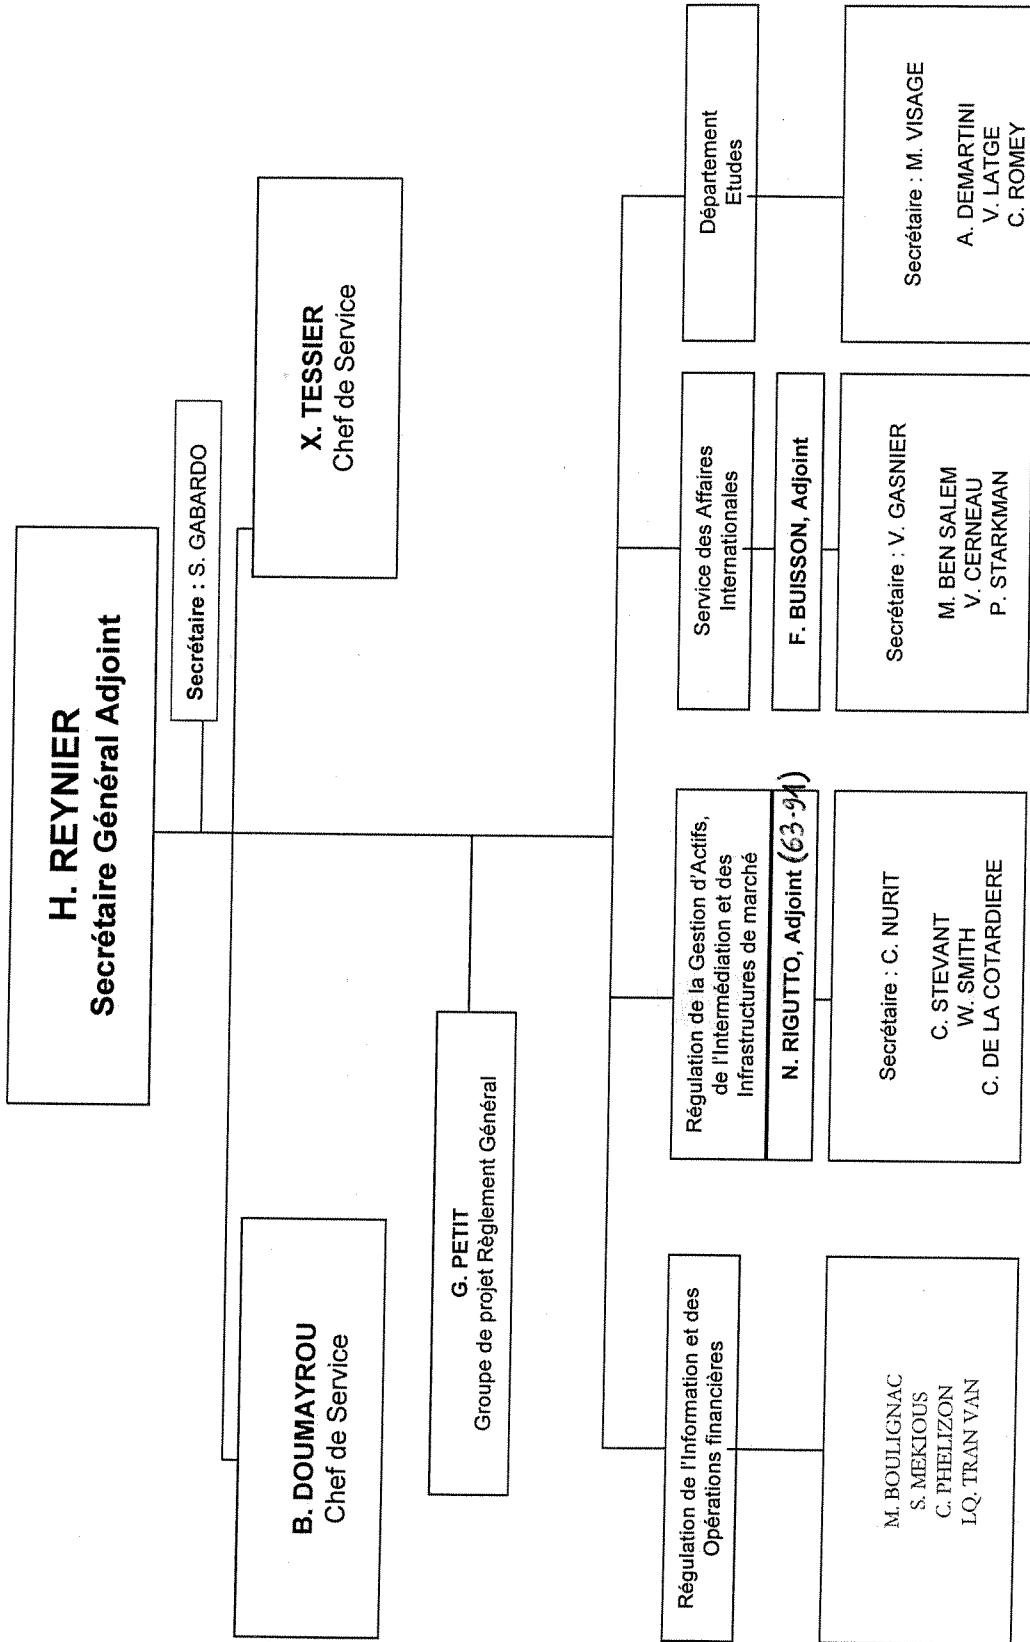 H. REYNIER
Secrétaire Général Adjoint
Secrétaire : S. GABARDO
B. DOUMAYROU
Chef de Service
X. TESSIER
Chef de Service
G. PETIT
Groupe de projet Règlement Général
Régulation de l'Information et des
Opérations financières
M. BOULIGNAC
S. MEKIOUS
C. PHELIZON
LQ. TRAN VAN
Régulation de la Gestion d'Actifs,
de l'Intermédiation et des
Infrastructures de marché
N. RIGUTTO, Adjoint (63-91)
Secrétaire : C. NURIT
C. STEVANT
W. SMITH
C. DE LA COTARDIERE
Service des Affaires
Internationales
F. BUISSON, Adjoint
Secrétaire : V. GASNIER
M. BEN SALEM
V. CERNEAU
P. STARKMAN
Département
Etudes
Secrétaire : M. VISAGE
A. DEMARTINI
V. LATGE
C. ROMEY